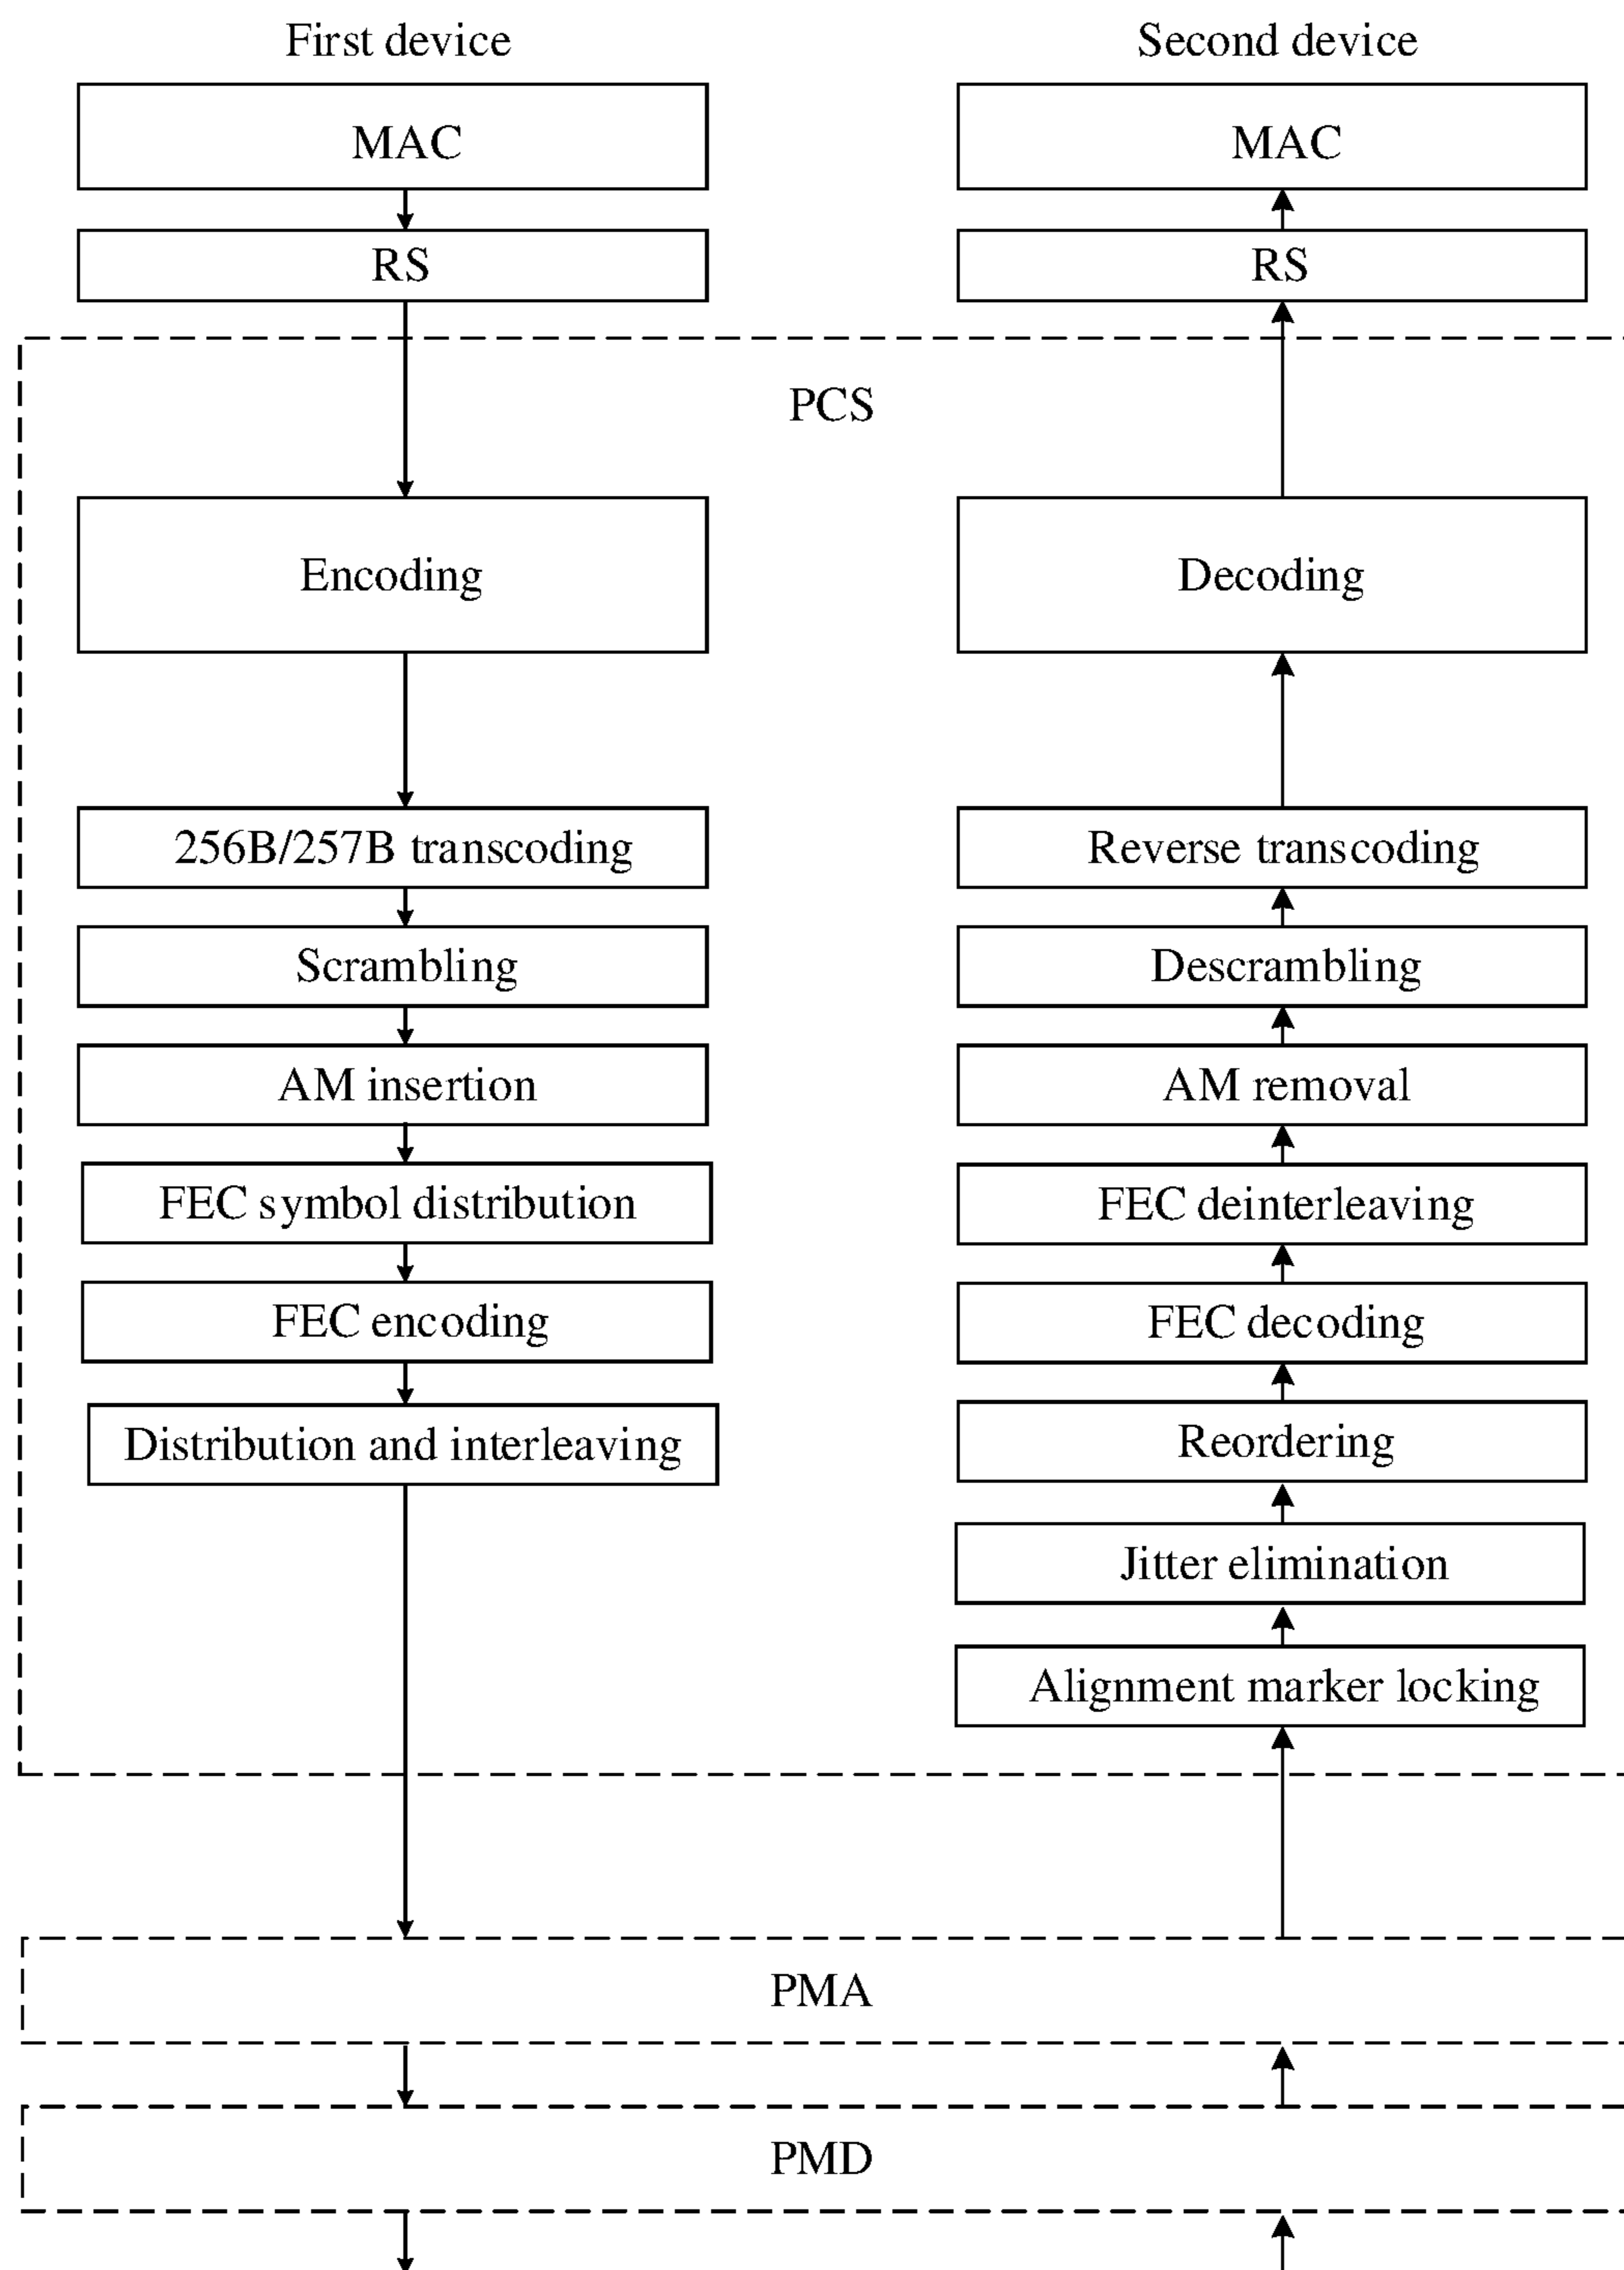 First device
Second device
MAC
MAC
RS
RS
PCS
Encoding
Decoding
256B/257B transcoding
Reverse transcoding
Scrambling
Descrambling
AM insertion
AM removal
FEC symbol distribution
FEC deinterleaving
FEC encoding
FEC decoding
Distribution and interleaving
Reordering
Jitter elimination
Alignment marker locking
PMA
PMD